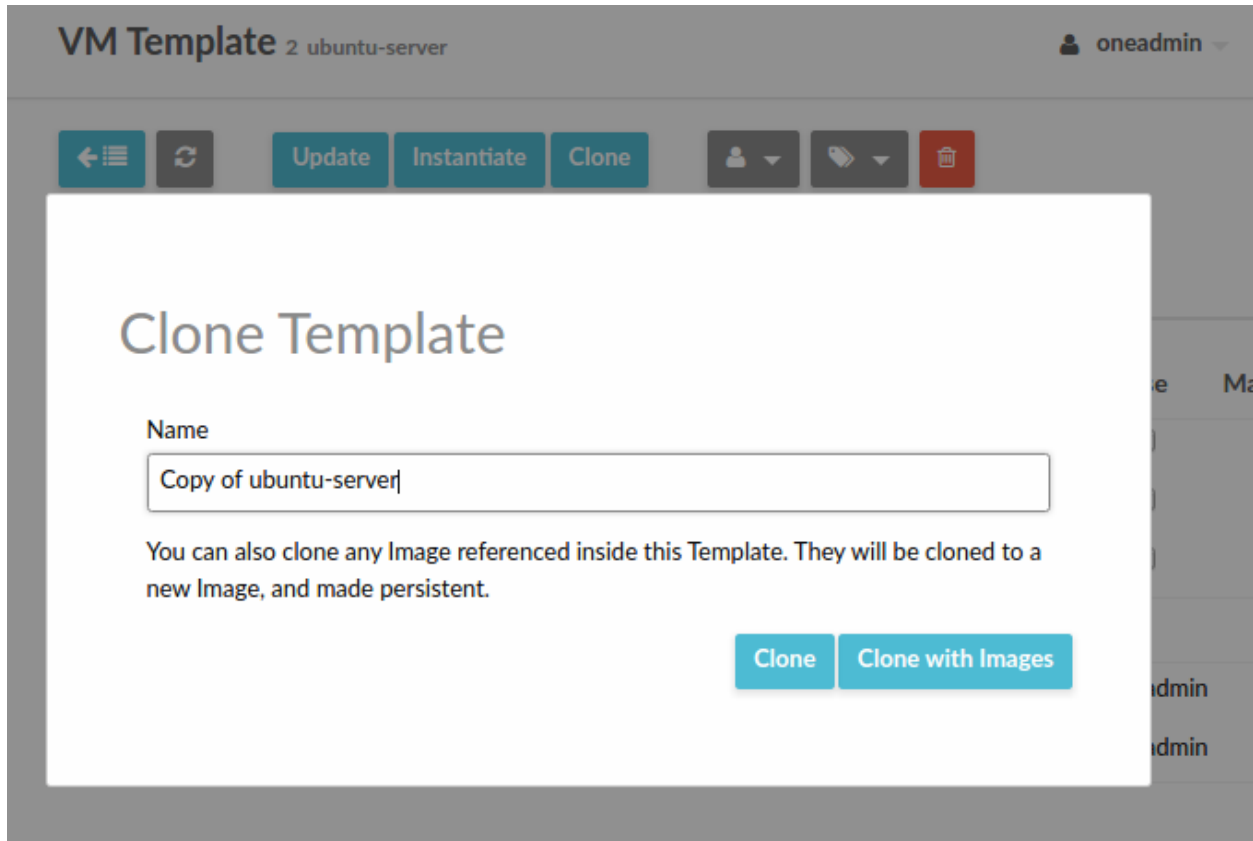 VM Template 2 ubuntu-server
oneadmin
Update Instantiate Clone
Clone Template
Name
Copy of ubuntu-server
You can also clone any Image referenced inside this Template. They will be cloned to a
new Image, and made persistent.
Clone Clone with Images